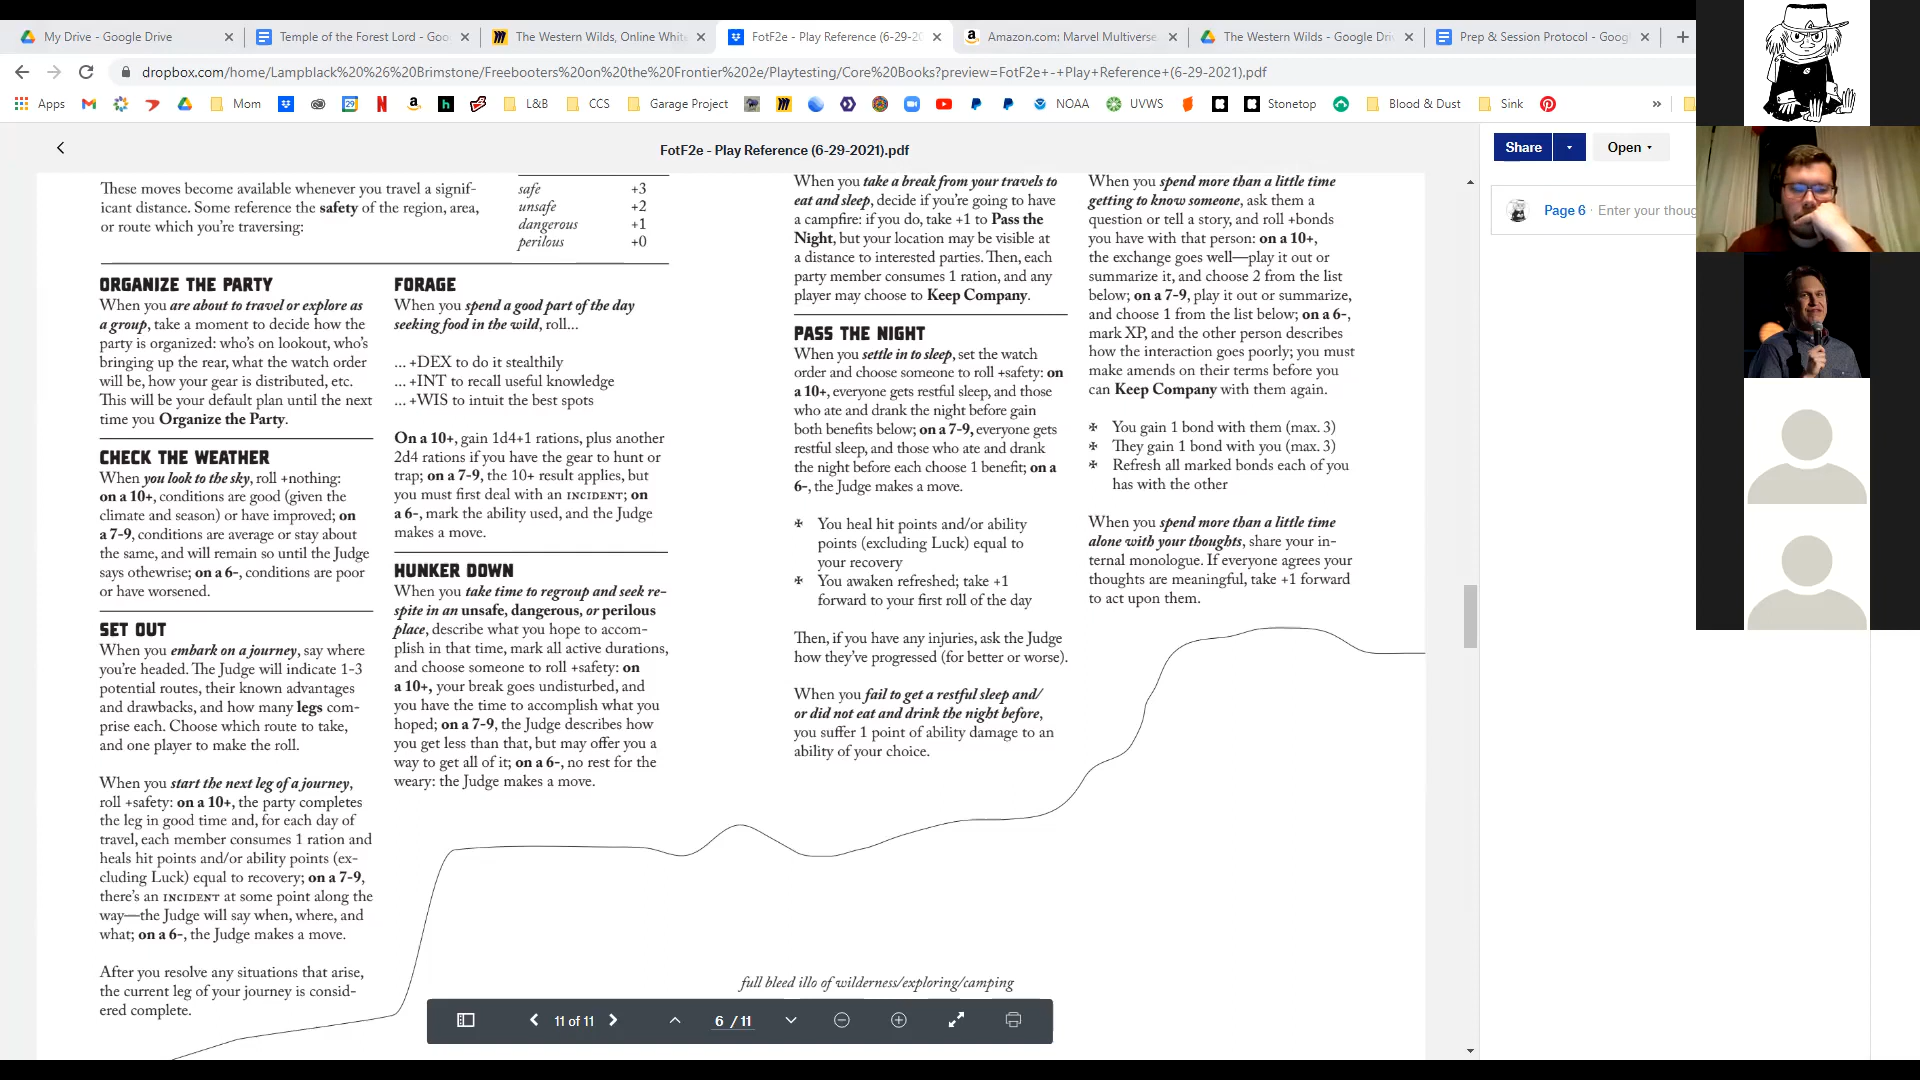 My Drive - Google Drive
Temple of the Forest Lord - Goo
The Western Wilds, Online White
FotF2e - Play Reference (6-29-20
Amazon.com: Marvel Multiverse
The Western Wilds - Google Driv
Prep & Session Protocol - Googl
dropbox.com/home/Lampblack%20%26%20Brimstone/Freebooters%20on%20the%20Frontier%202e/Playtesting/Core%20Books?preview=FotF2e+-+Play+Reference+(6-29-2021).pdf
Apps
Mom
L&B
CCS
Garage Project
NOAA
UVWS
Stonetop
Blood & Dust
Sink
FotF2e - Play Reference (6-29-2021).pdf
Share
Open
Page 6 · Enter your thoug
These moves become available whenever you travel a signif-
icant distance. Some reference the safety of the region, area,
or route which you're traversing:
safe +3
unsafe +2
dangerous +1
perilous +0
ORGANIZE THE PARTY
When you are about to travel or explore as
a group, take a moment to decide how the
party is organized: who's on lookout, who's
bringing up the rear, what the watch order
will be, how your gear is distributed, etc.
This will be your default plan until the next
time you Organize the Party.
CHECK THE WEATHER
When you look to the sky, roll +nothing:
on a 10+, conditions are good (given the
climate and season) or have improved; on
a 7-9, conditions are average or stay about
the same, and will remain so until the Judge
says othewrise; on a 6-, conditions are poor
or have worsened.
SET OUT
When you embark on a journey, say where
you're headed. The Judge will indicate 1-3
potential routes, their known advantages
and drawbacks, and how many legs com-
prise each. Choose which route to take,
and one player to make the roll.
When you start the next leg of a journey,
roll +safety: on a 10+, the party completes
the leg in good time and, for each day of
travel, each member consumes 1 ration and
heals hit points and/or ability points (ex-
cluding Luck) equal to recovery; on a 7-9,
there's an INCIDENT at some point along the
way—the Judge will say when, where, and
what; on a 6-, the Judge makes a move.
After you resolve any situations that arise,
the current leg of your journey is consid-
ered complete.
FORAGE
When you spend a good part of the day
seeking food in the wild, roll...
... +DEX to do it stealthily
... +INT to recall useful knowledge
... +WIS to intuit the best spots
On a 10+, gain 1d4+1 rations, plus another
2d4 rations if you have the gear to hunt or
trap; on a 7-9, the 10+ result applies, but
you must first deal with an INCIDENT; on
a 6-, mark the ability used, and the Judge
makes a move.
HUNKER DOWN
When you take time to regroup and seek re-
spite in an unsafe, dangerous, or perilous
place, describe what you hope to accom-
plish in that time, mark all active durations,
and choose someone to roll +safety: on
a 10+, your break goes undisturbed, and
you have the time to accomplish what you
hoped; on a 7-9, the Judge describes how
you get less than that, but may offer you a
way to get all of it; on a 6-, no rest for the
weary: the Judge makes a move.
When you take a break from your travels to
eat and sleep, decide if you're going to have
a campfire: if you do, take +1 to Pass the
Night, but your location may be visible at
a distance to interested parties. Then, each
party member consumes 1 ration, and any
player may choose to Keep Company.
PASS THE NIGHT
When you settle in to sleep, set the watch
order and choose someone to roll +safety: on
a 10+, everyone gets restful sleep, and those
who ate and drank the night before gain
both benefits below; on a 7-9, everyone gets
restful sleep, and those who ate and drank
the night before each choose 1 benefit; on a
6-, the Judge makes a move.
✠ You heal hit points and/or ability
points (excluding Luck) equal to
your recovery
✠ You awaken refreshed; take +1
forward to your first roll of the day
Then, if you have any injuries, ask the Judge
how they've progressed (for better or worse).
When you fail to get a restful sleep and/
or did not eat and drink the night before,
you suffer 1 point of ability damage to an
ability of your choice.
When you spend more than a little time
getting to know someone, ask them a
question or tell a story, and roll +bonds
you have with that person: on a 10+,
the exchange goes well—play it out or
summarize it, and choose 2 from the list
below; on a 7-9, play it out or summarize,
and choose 1 from the list below; on a 6-,
mark XP, and the other person describes
how the interaction goes poorly; you must
make amends on their terms before you
can Keep Company with them again.
✠ You gain 1 bond with them (max. 3)
✠ They gain 1 bond with you (max. 3)
✠ Refresh all marked bonds each of you
has with the other
When you spend more than a little time
alone with your thoughts, share your in-
ternal monologue. If everyone agrees your
thoughts are meaningful, take +1 forward
to act upon them.
full bleed illo of wilderness/exploring/camping
11 of 11
6 / 11